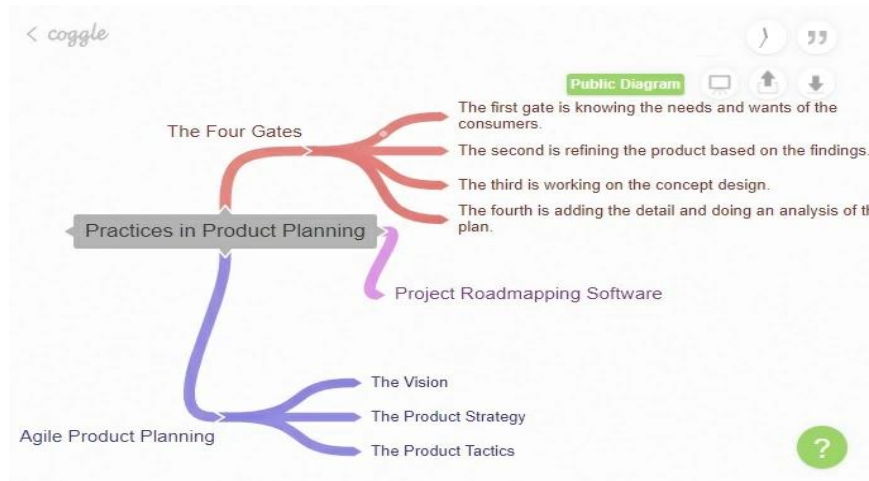 < coggle
Public Diagram
The Four Gates
The first gate is knowing the needs and wants of the
consumers.
The second is refining the product based on the findings.
The third is working on the concept design.
The fourth is adding the detail and doing an analysis of
plan.
Practices in Product Planning
Project Roadmapping Software
Agile Product Planning
The Vision
The Product Strategy
The Product Tactics
?